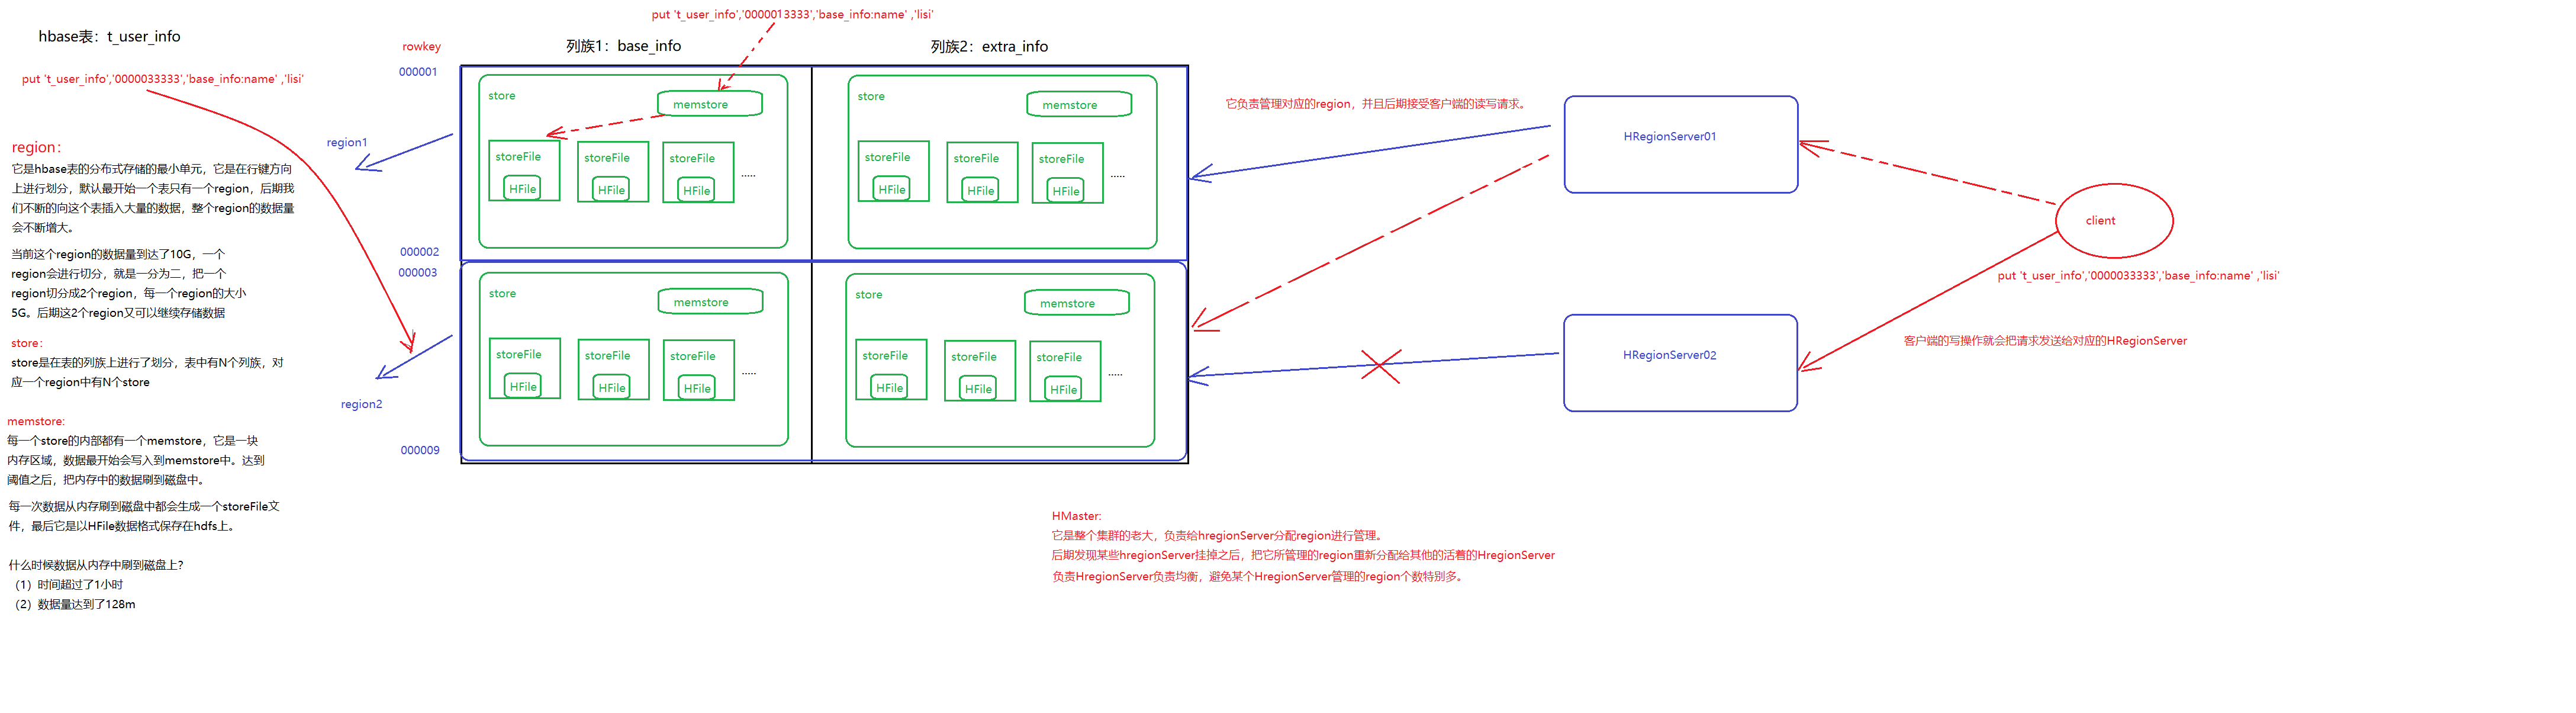 put 't_user_info','0000013333','base_info:name' ,'lisi'
hbase表：t_user_info
put 't_user_info','0000033333','base_info:name' ,'lisi'
region：
它是hbase表的分布式存储的最小单元，它是在行键方向
上进行划分，默认最开始一个表只有一个region，后期我
们不断的向这个表插入大量的数据，整个region的数据量
会不断增大。
当前这个region的数据量到达了10G，一个
region会进行切分，就是一分为二，把一个
region切分成2个region，每一个region的大小
5G。后期这2个region又可以继续存储数据
store：
store是在表的列族上进行了划分，表中有N个列族，对
应一个region中有N个store
memstore:
每一个store的内部都有一个memstore，它是一块
内存区域，数据最开始会写入到memstore中。达到
阈值之后，把内存中的数据刷到磁盘中。
每一次数据从内存刷到磁盘中都会生成一个storeFile文
件，最后它是以HFile数据格式保存在hdfs上。
什么时候数据从内存中刷到磁盘上？
（1）时间超过了1小时
（2）数据量达到了128m
rowkey
000001
region1
000002
000003
region2
000009
列族1：base_info
列族2：extra_info
store
memstore
storeFile
storeFile
storeFile
.....
HFile
HFile
HFile
store
memstore
storeFile
storeFile
storeFile
.....
HFile
HFile
HFile
store
memstore
storeFile
storeFile
storeFile
.....
HFile
HFile
HFile
store
memstore
storeFile
storeFile
storeFile
.....
HFile
HFile
HFile
它负责管理对应的region，并且后期接受客户端的读写请求。
HRegionServer01
HRegionServer02
client
put 't_user_info','0000033333','base_info:name' ,'lisi'
客户端的写操作就会把请求发送给对应的HRegionServer
HMaster:
它是整个集群的老大，负责给hregionServer分配region进行管理。
后期发现某些hregionServer挂掉之后，把它所管理的region重新分配给其他的活着的HregionServer
负责HregionServer负责均衡，避免某个HregionServer管理的region个数特别多。